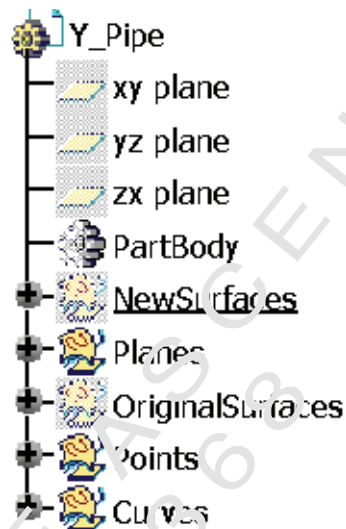 Y_Pipe
xy plane
yz plane
zx plane
PartBody
NewSurfaces
Planes
OriginalSurfaces
Points
Curves